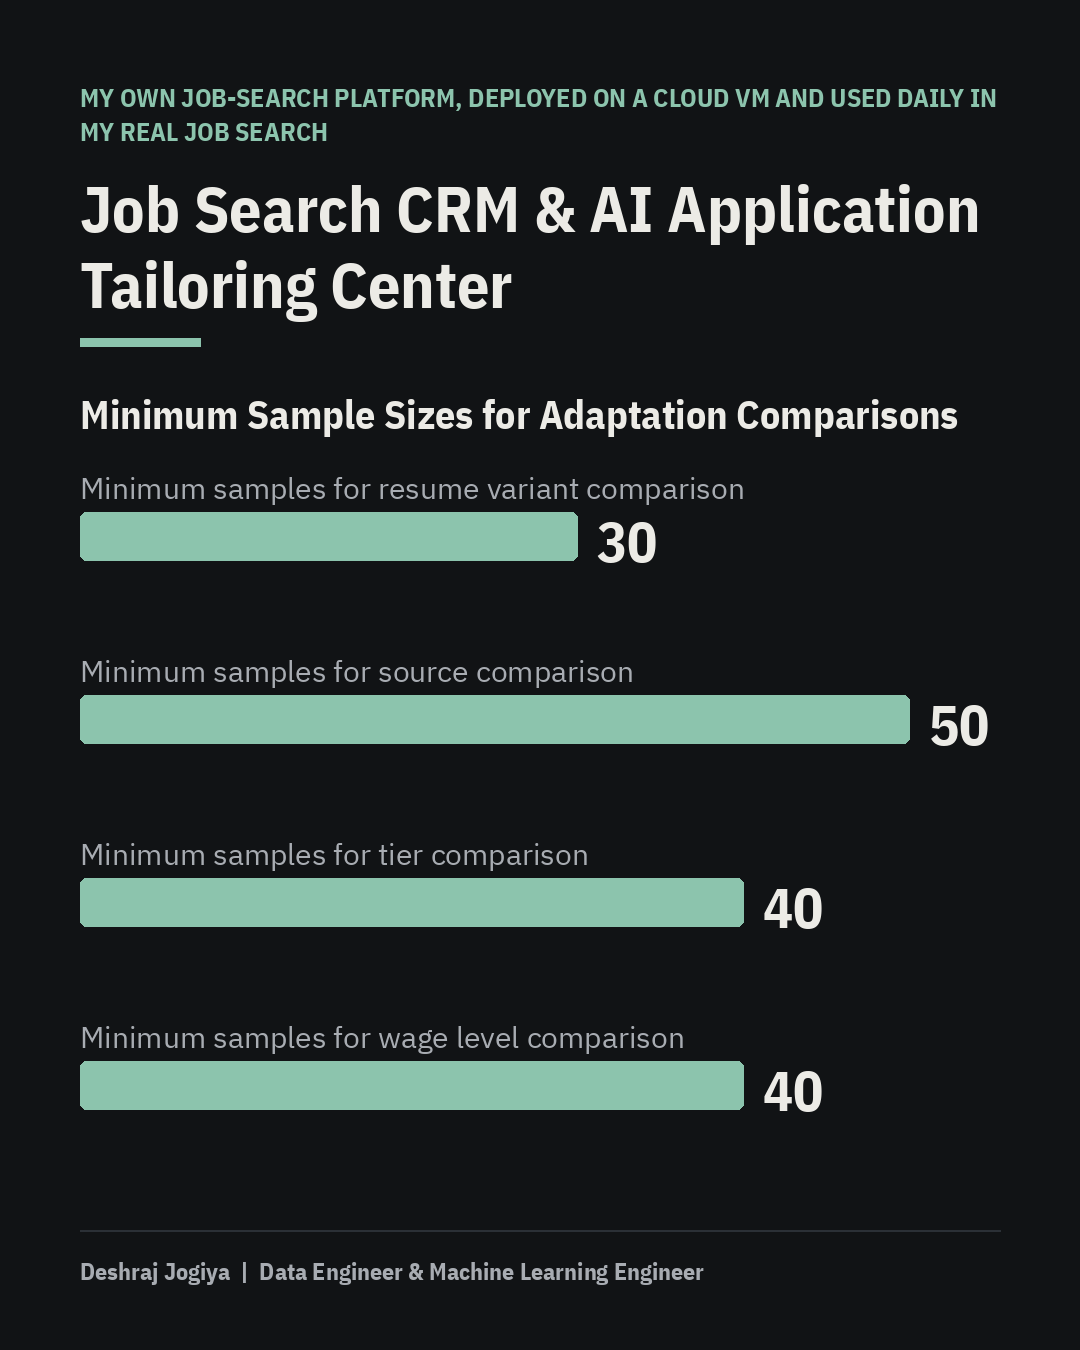 MY OWN JOB-SEARCH PLATFORM, DEPLOYED ON A CLOUD VM AND USED DAILY IN
MY REAL JOB SEARCH
Job Search CRM & AI Application
Tailoring Center
Minimum Sample Sizes for Adaptation Comparisons
Minimum samples for resume variant comparison
30
Minimum samples for source comparison
50
Minimum samples for tier comparison
40
Minimum samples for wage level comparison
40
Deshraj Jogiya | Data Engineer & Machine Learning Engineer